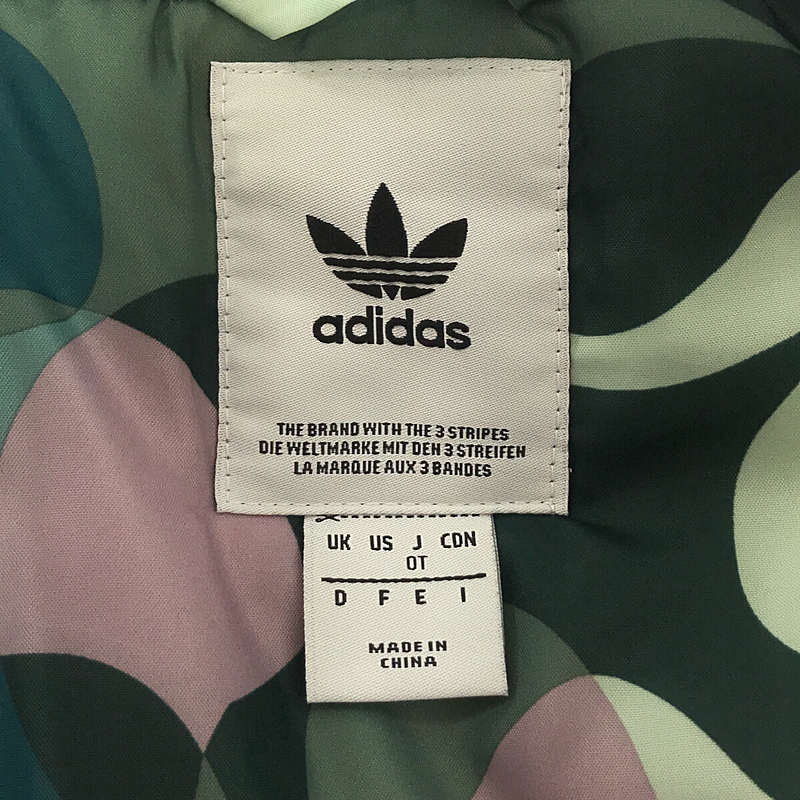 adidas
THE BRAND WITH THE 3 STRIPES
DIE WELTMARKE MIT DEN 3 STREIFEN
LA MARQUE AUX 3 BANDES
UK US J CDN
OT
D F E I
MADE IN
CHINA